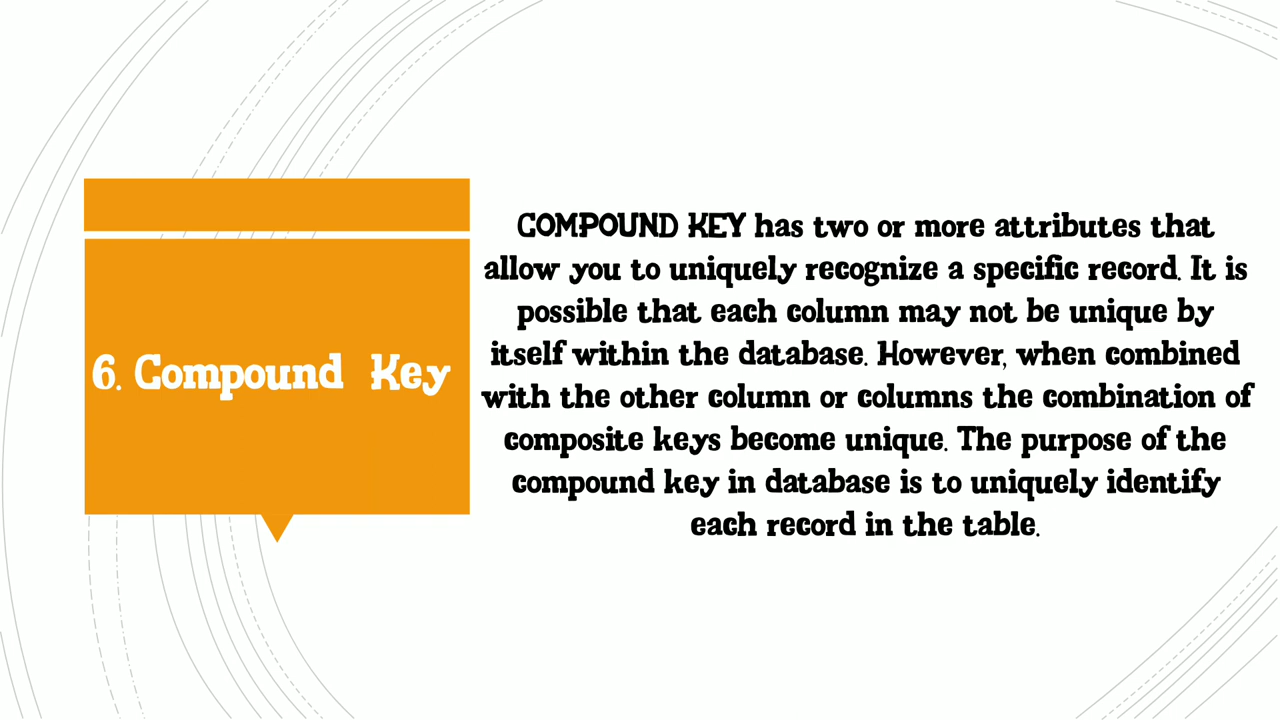 6. Compound Key
COMPOUND KEY has two or more attributes that
allow you to uniquely recognize a specific record. It is
possible that each column may not be unique by
itself within the database. However, when combined
with the other column or columns the combination of
composite keys become unique. The purpose of the
compound key in database is to uniquely identify
each record in the table.